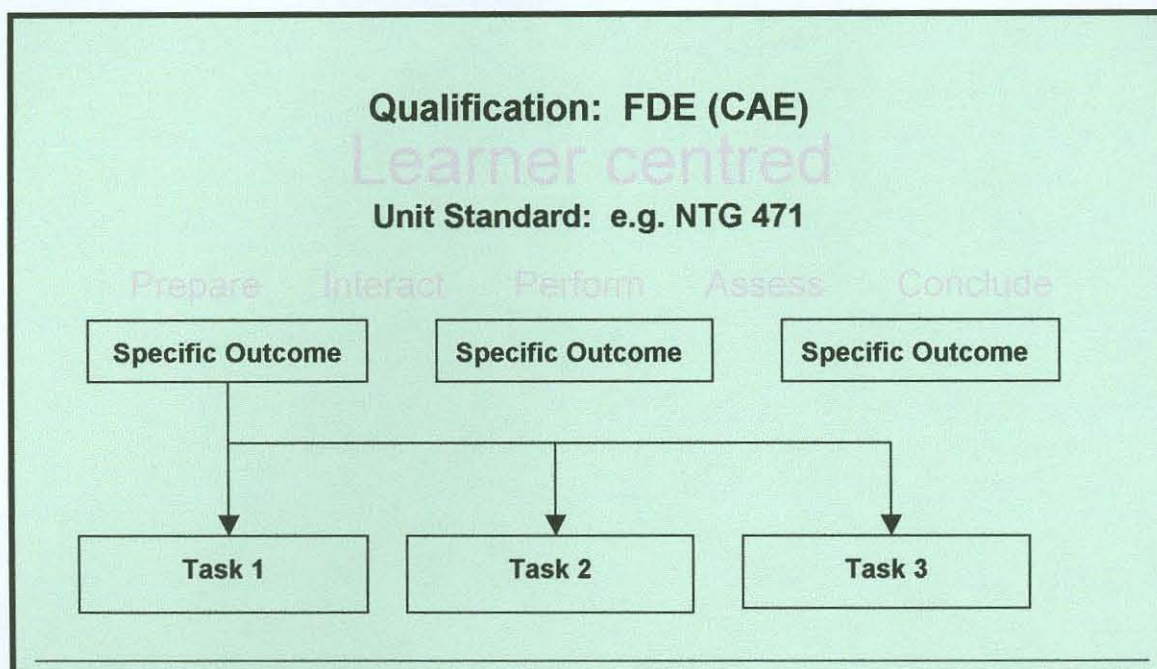 Qualification: FDE (CAE)
Learner centred
Unit Standard: e.g. NTG 471
Prepare Interact Perform Assess Conclude
Specific Outcome Specific Outcome Specific Outcome
Task 1 Task 2 Task 3